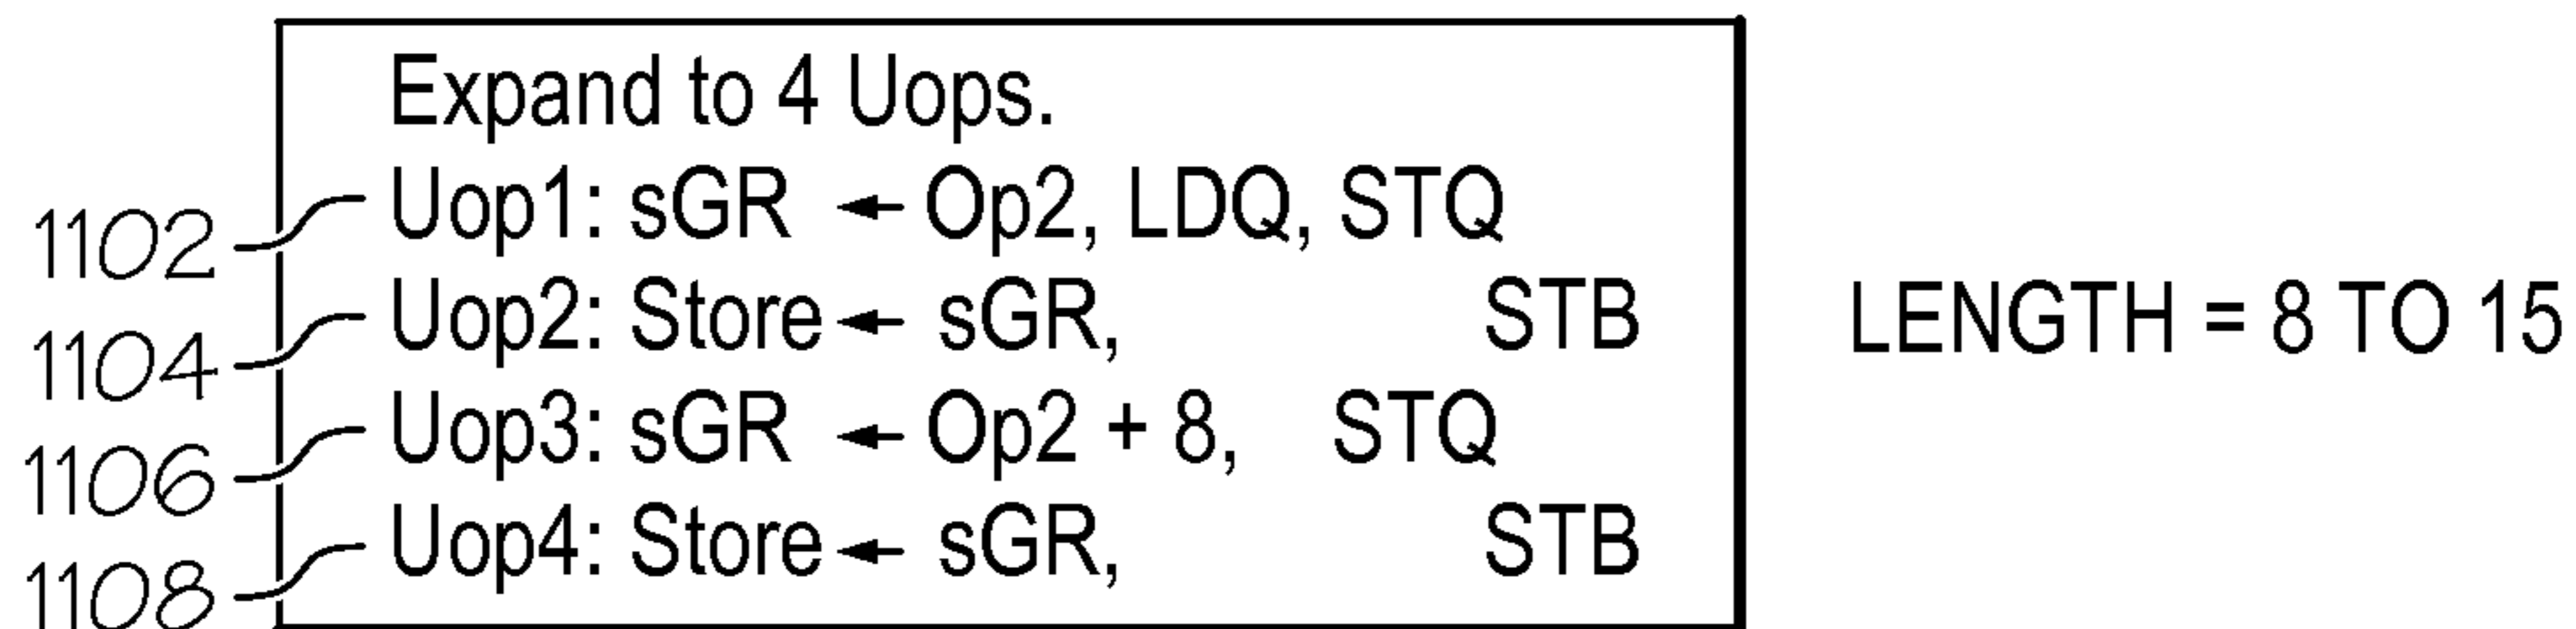 Expand to 4 Uops.
1102 Uop1: sGR ← Op2, LDQ, STQ
1104 Uop2: Store ← sGR, STB LENGTH = 8 TO 15
1106 Uop3: sGR ← Op2 + 8, STQ
1108 Uop4: Store ← sGR, STB